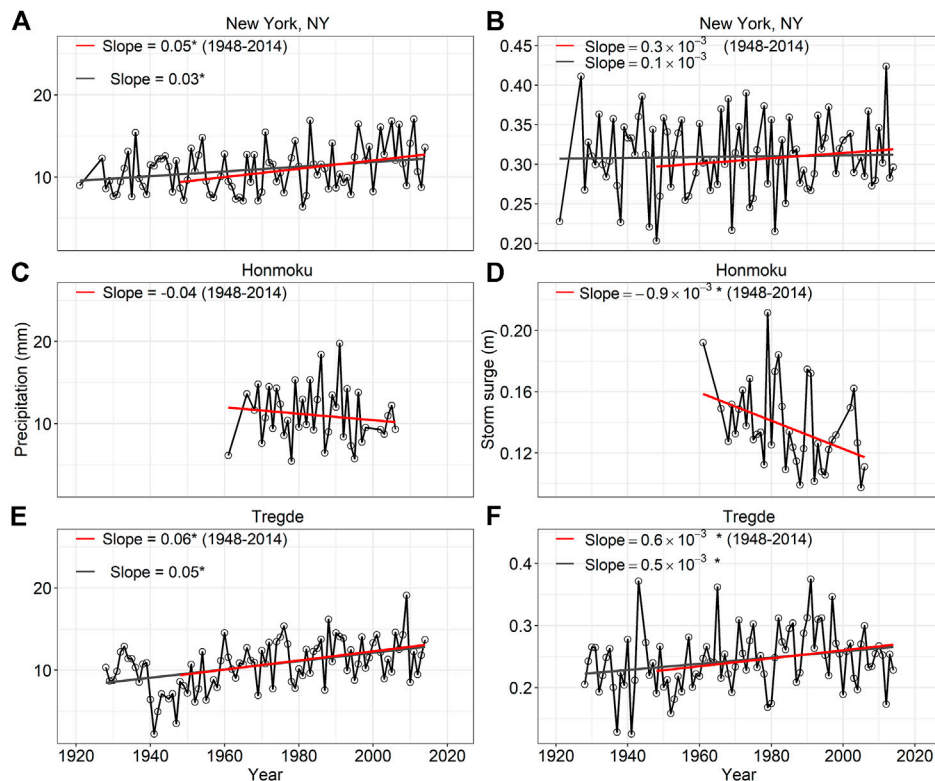 A
New York, NY
Slope = 0.05* (1948-2014)
Slope = 0.03*
20
10
B
New York, NY
Slope = 0.3 × 10⁻³ (1948-2014)
Slope = 0.1 × 10⁻³
0.45
0.40
0.35
0.30
0.25
0.20
C
Honmoku
Slope = -0.04 (1948-2014)
20
10
Precipitation (mm)
D
Honmoku
Slope = −0.9 × 10⁻³ * (1948-2014)
0.20
0.16
0.12
Storm surge (m)
E
Tregde
Slope = 0.06* (1948-2014)
Slope = 0.05*
20
10
1920 1940 1960 1980 2000 2020
Year
F
Tregde
Slope = 0.6 × 10⁻³ * (1948-2014)
Slope = 0.5 × 10⁻³ *
0.4
0.3
0.2
1920 1940 1960 1980 2000 2020
Year